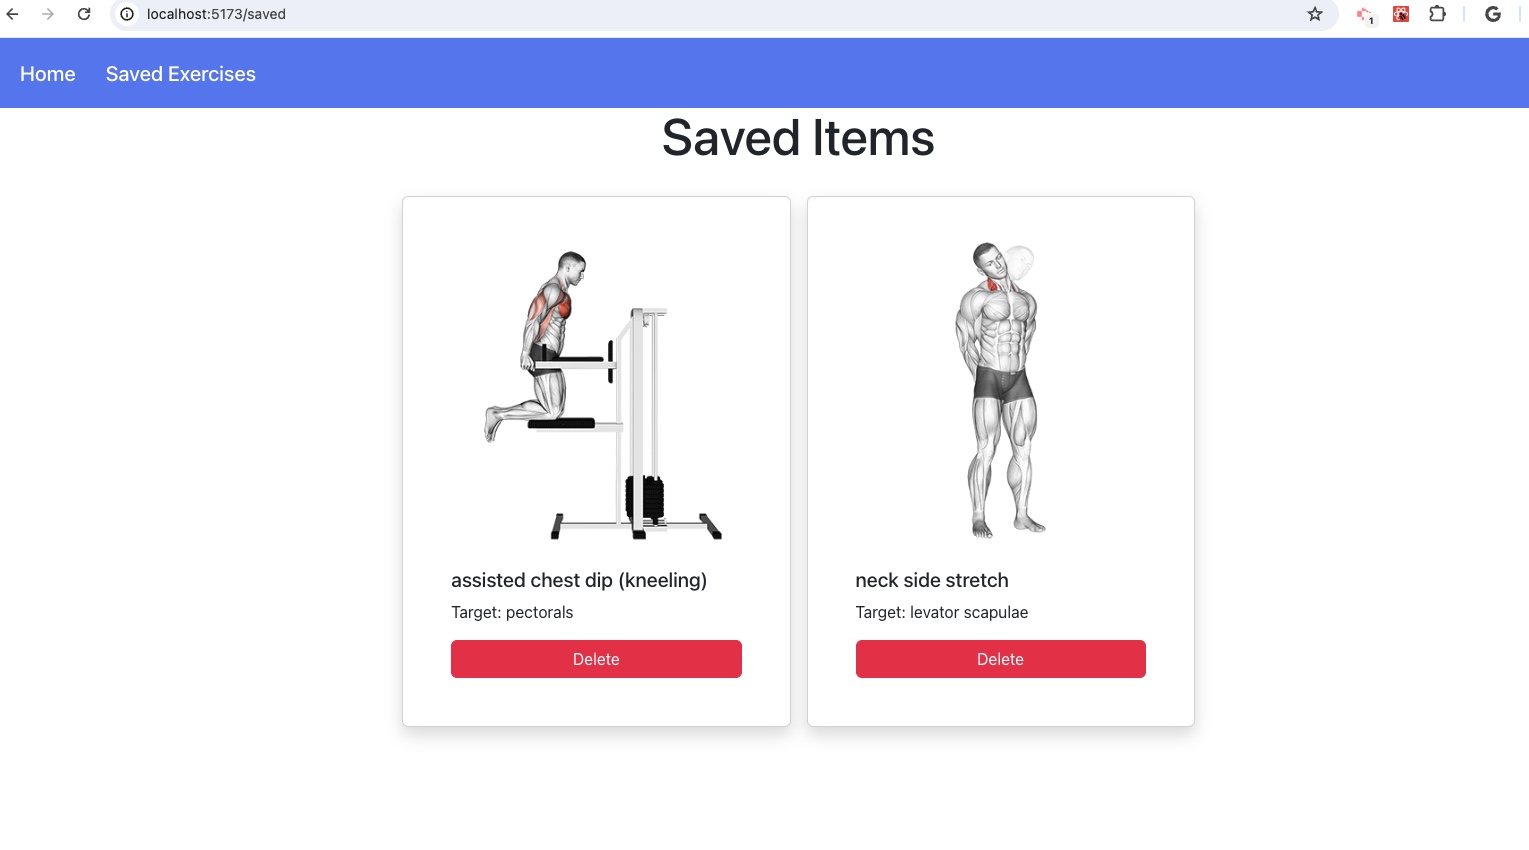 localhost:5173/saved
1
Home Saved Exercises
Saved Items
assisted chest dip (kneeling)
Target: pectorals
Delete
neck side stretch
Target: levator scapulae
Delete